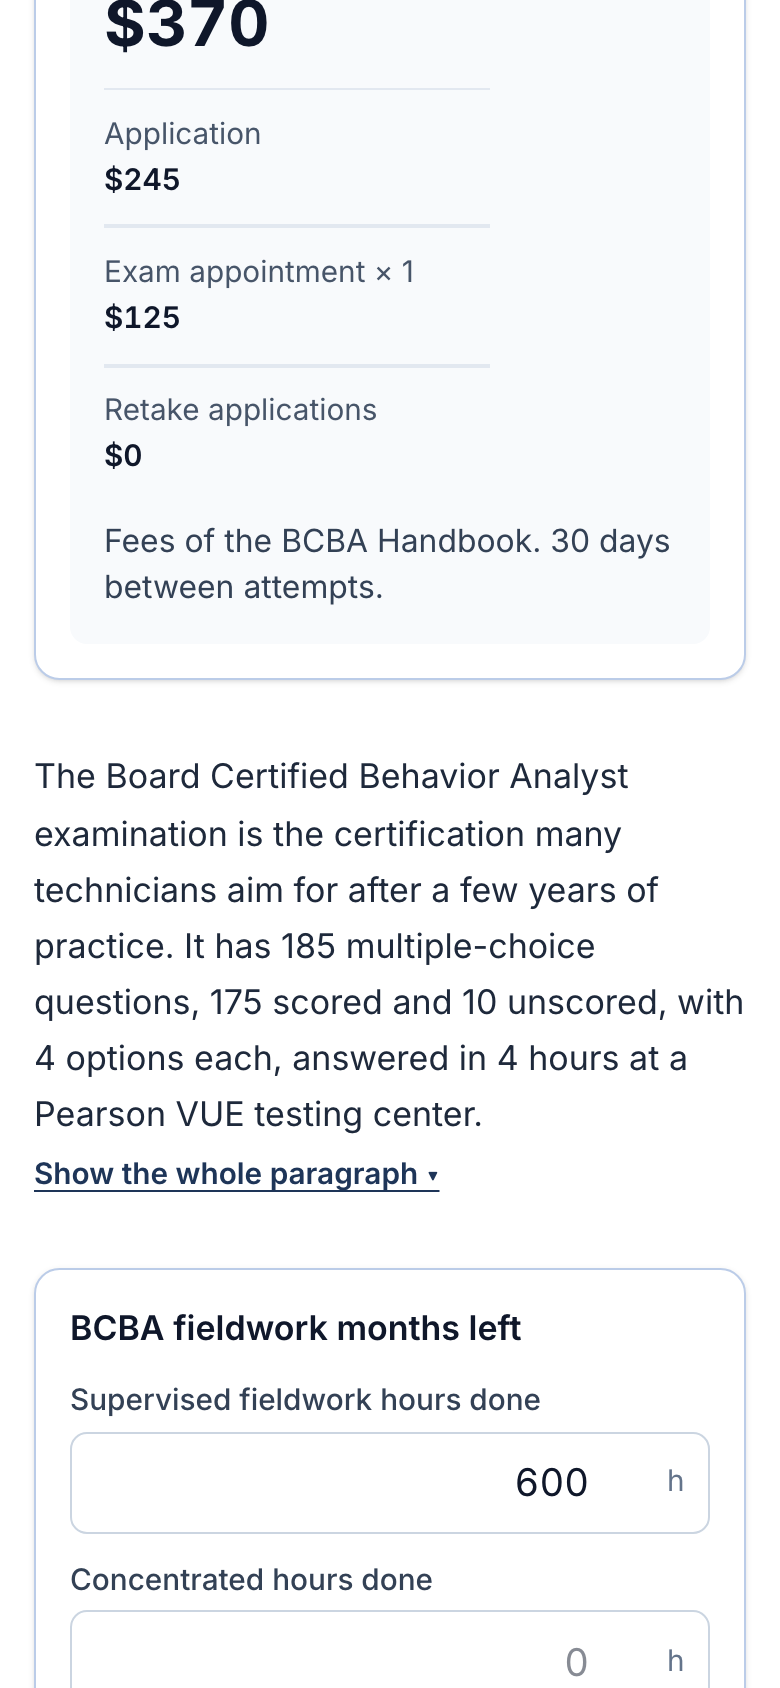 $370
Application
$245
Exam appointment × 1
$125
Retake applications
$0
Fees of the BCBA Handbook. 30 days
between attempts.
The Board Certified Behavior Analyst
examination is the certification many
technicians aim for after a few years of
practice. It has 185 multiple-choice
questions, 175 scored and 10 unscored, with
4 options each, answered in 4 hours at a
Pearson VUE testing center.
Show the whole paragraph ▾
BCBA fieldwork months left
Supervised fieldwork hours done
600 h
Concentrated hours done
0 h